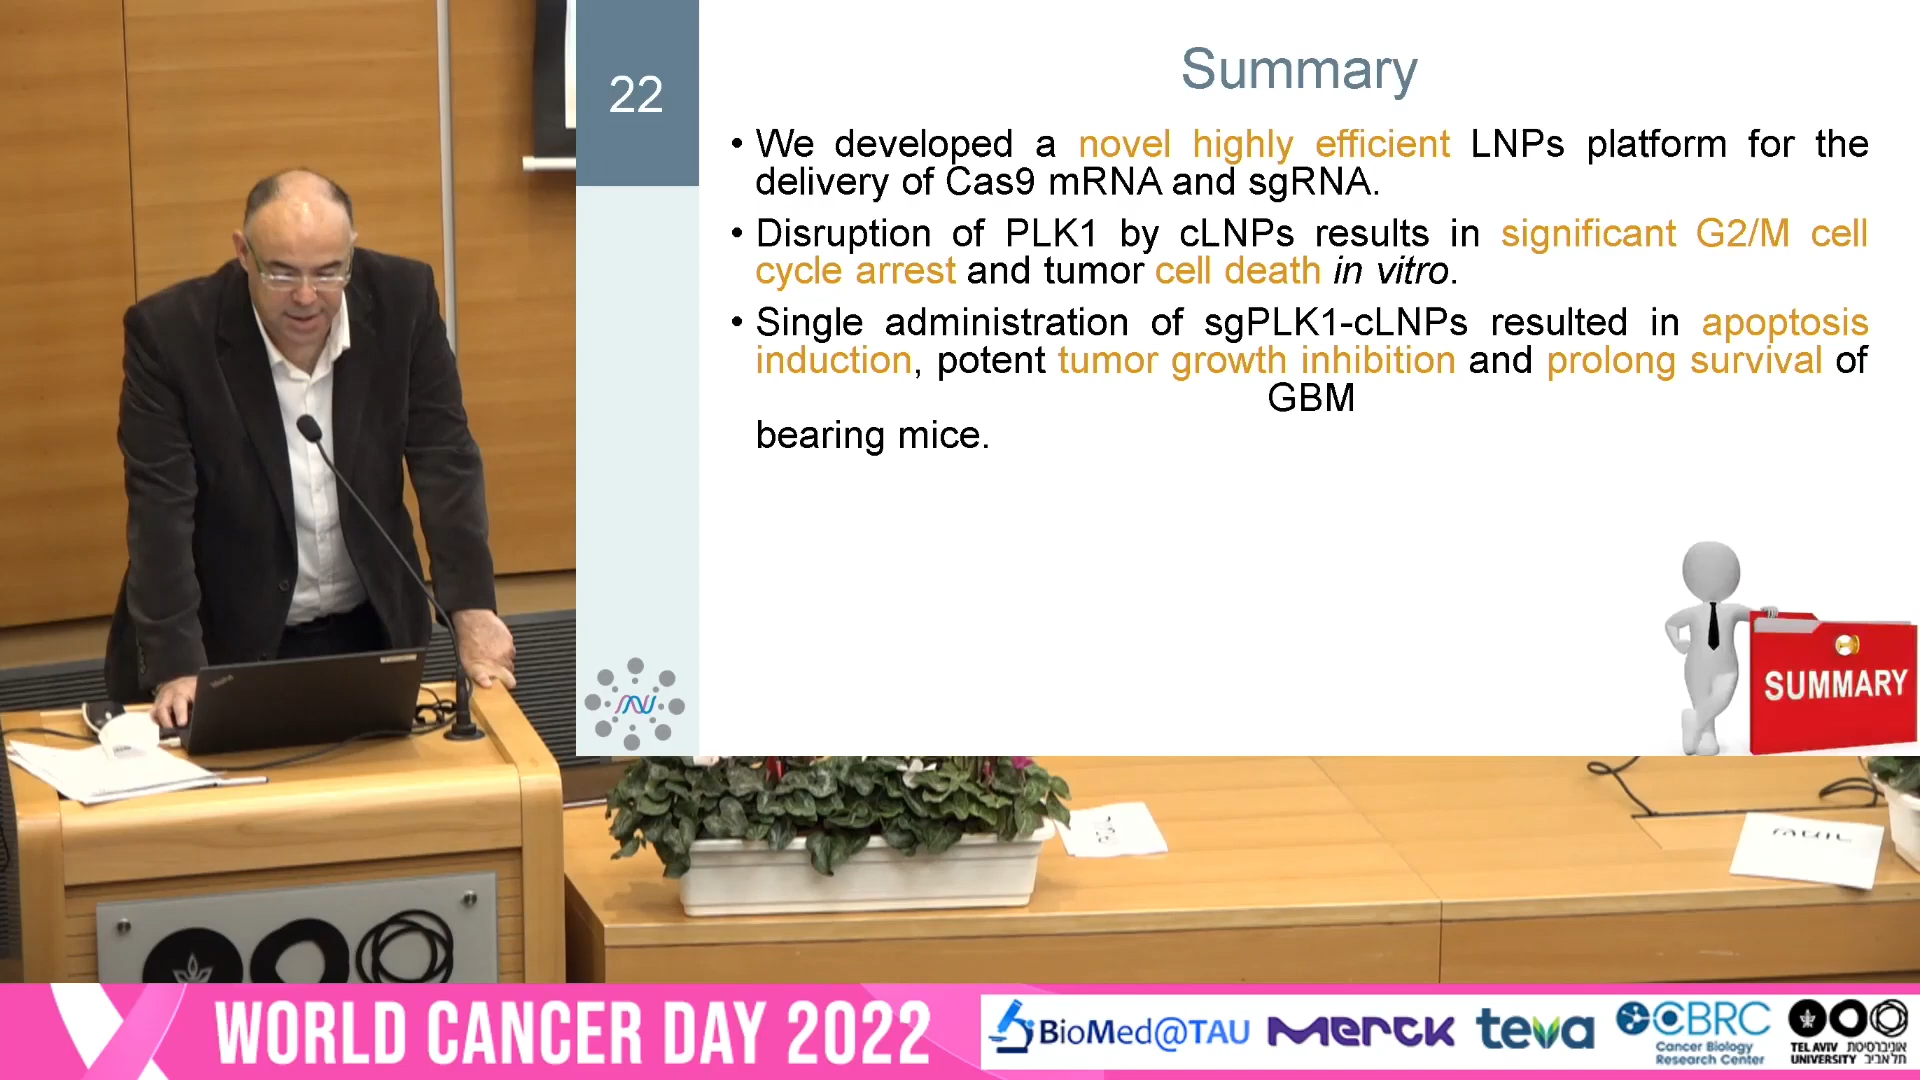 22
Summary
• We developed a novel highly efficient LNPs platform for the
delivery of Cas9 mRNA and sgRNA.
• Disruption of PLK1 by cLNPs results in significant G2/M cell
cycle arrest and tumor cell death in vitro.
• Single administration of sgPLK1-cLNPs resulted in apoptosis
induction, potent tumor growth inhibition and prolong survival of
GBM
bearing mice.
SUMMARY
WORLD CANCER DAY 2022
BioMed@TAU
Merck
teva
CBRC
Cancer Biology
Research Center
TEL AVIV
UNIVERSITY
אוניברסיטת
תל אביב